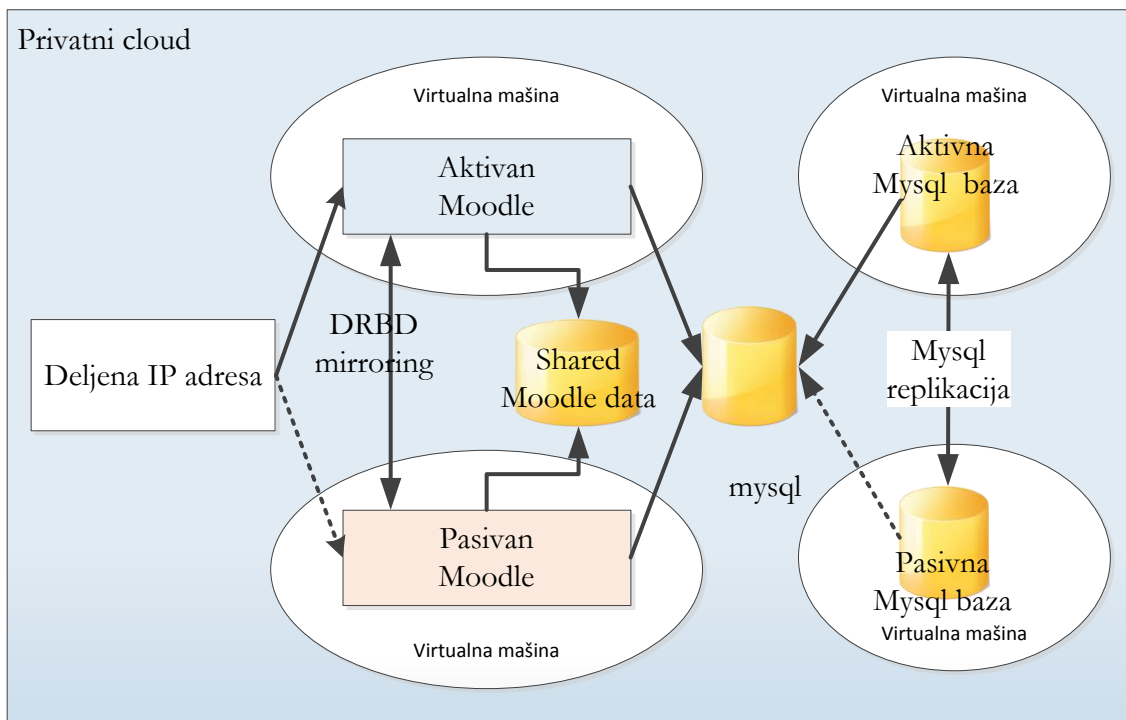 Privatni cloud
Virtualna mašina
Aktivan
Moodle
Virtualna mašina
Aktivna
Mysql baza
Deljena IP adresa
DRBD
mirroring
Shared
Moodle data
mysql
Mysql
replikacija
Pasivan
Moodle
Virtualna mašina
Pasivna
Mysql baza
Virtualna mašina